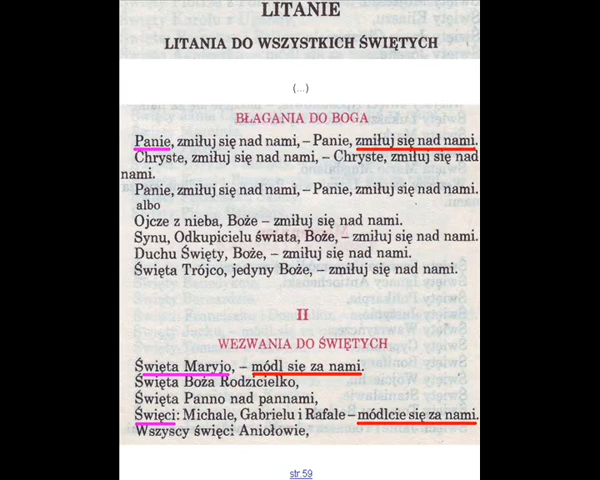 LITANIE
LITANIA DO WSZYSTKICH ŚWIĘTYCH
(...)
BŁAGANIA DO BOGA
Panie, zmiłuj się nad nami, – Panie, zmiłuj się nad nami.
Chryste, zmiłuj się nad nami, – Chryste, zmiłuj się nad
nami.
Panie, zmiłuj się nad nami, – Panie, zmiłuj się nad nami.
albo
Ojcze z nieba, Boże – zmiłuj się nad nami.
Synu, Odkupicielu świata, Boże, – zmiłuj się nad nami.
Duchu Święty, Boże, – zmiłuj się nad nami.
Święta Trójco, jedyny Boże, – zmiłuj się nad nami.
II
WEZWANIA DO ŚWIĘTYCH
Święta Maryjo, – módl się za nami.
Święta Boża Rodzicielko,
Święta Panno nad pannami,
Święci: Michale, Gabrielu i Rafale – módlcie się za nami.
Wszyscy święci Aniołowie,
str.59